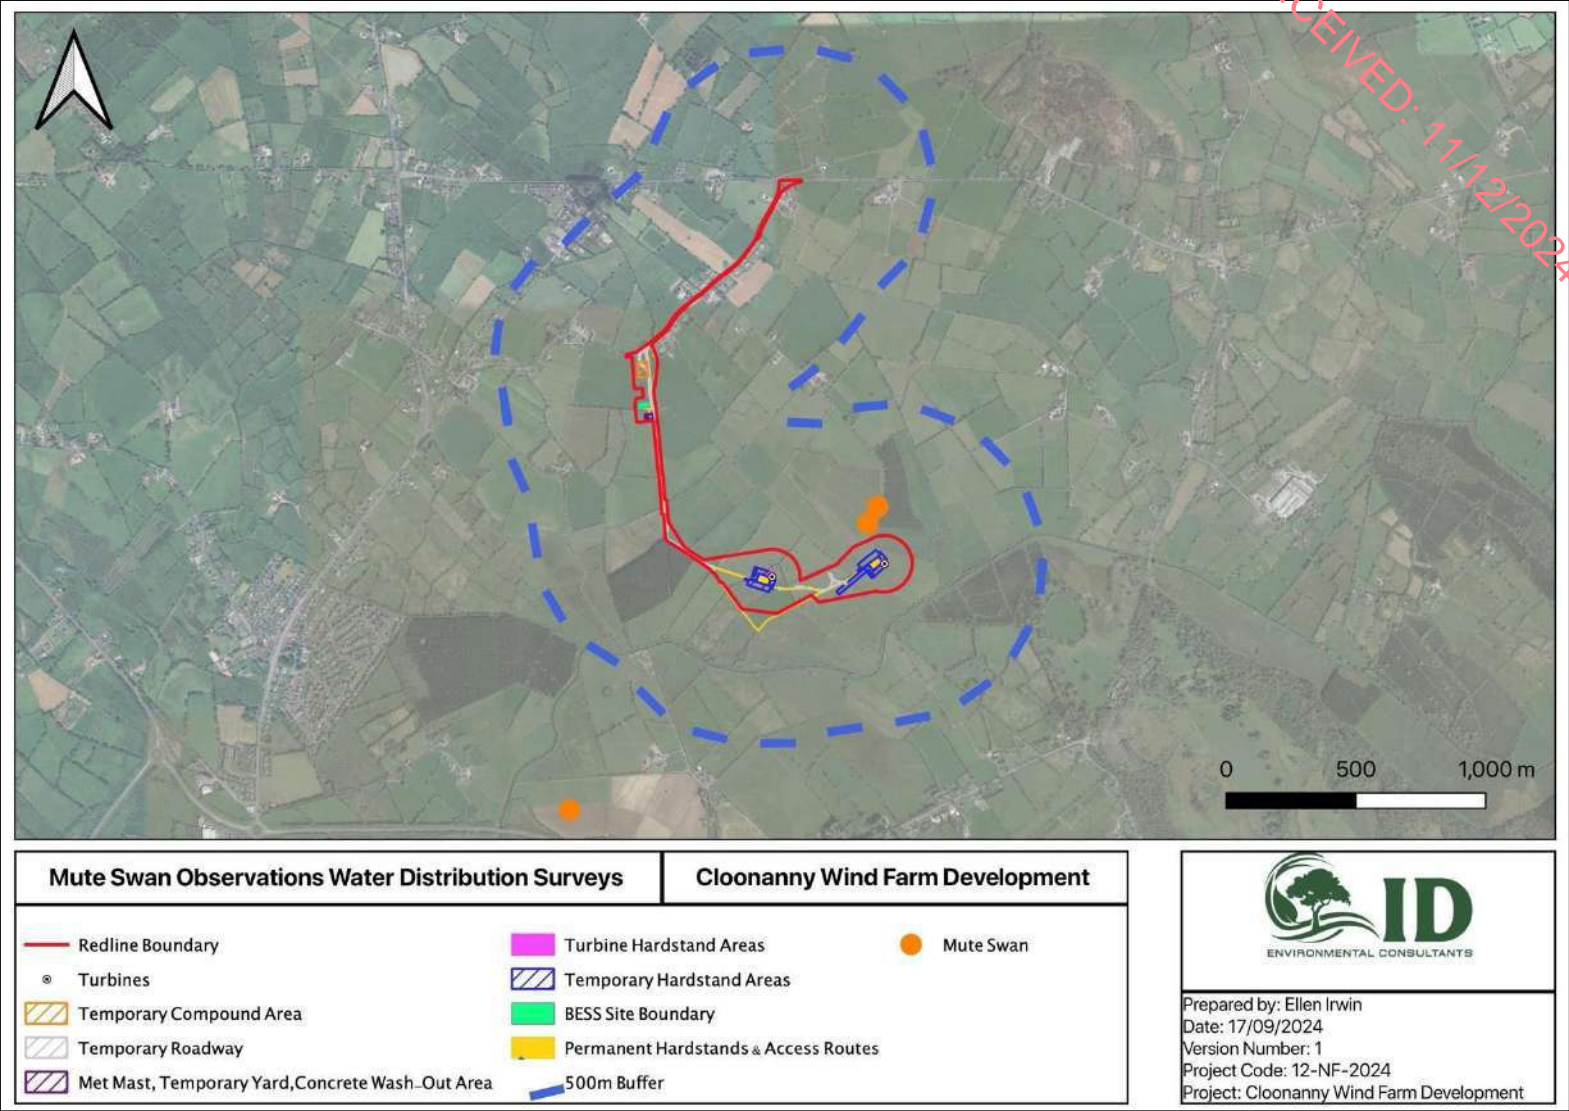 CEIVED: 11/12/2024
0 500 1,000 m
Mute Swan Observations Water Distribution Surveys
Cloonanny Wind Farm Development
Redline Boundary
Turbines
Temporary Compound Area
Temporary Roadway
Met Mast, Temporary Yard,Concrete Wash-Out Area
Turbine Hardstand Areas
Temporary Hardstand Areas
BESS Site Boundary
Permanent Hardstands & Access Routes
500m Buffer
Mute Swan
ID
ENVIRONMENTAL CONSULTANTS
Prepared by: Ellen Irwin
Date: 17/09/2024
Version Number: 1
Project Code: 12-NF-2024
Project: Cloonanny Wind Farm Development